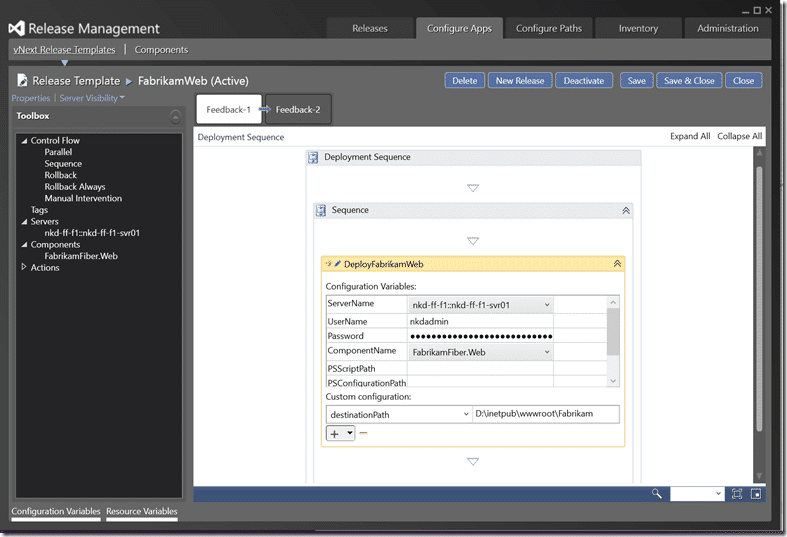 Release Management
Releases
Configure Apps
Configure Paths
Inventory
Administration
vNext Release Templates | Components
Release Template ▸ FabrikamWeb (Active)
Delete
New Release
Deactivate
Save
Save & Close
Close
Properties | Server Visibility
Toolbox
Control Flow
Parallel
Sequence
Rollback
Rollback Always
Manual Intervention
Tags
Servers
nkd-ff-f1::nkd-ff-f1-svr01
Components
FabrikamFiber.Web
Actions
Feedback-1
Feedback-2
Deployment Sequence
Expand All Collapse All
Deployment Sequence
Sequence
DeployFabrikamWeb
Configuration Variables:
ServerName nkd-ff-f1::nkd-ff-f1-svr01
UserName nkdadmin
Password ●●●●●●●●●●●●●●●●●●●●●●●●●●●
ComponentName FabrikamFiber.Web
PSScriptPath
PSConfigurationPath
Custom configuration:
destinationPath D:\inetpub\wwwroot\Fabrikam
Configuration Variables Resource Variables